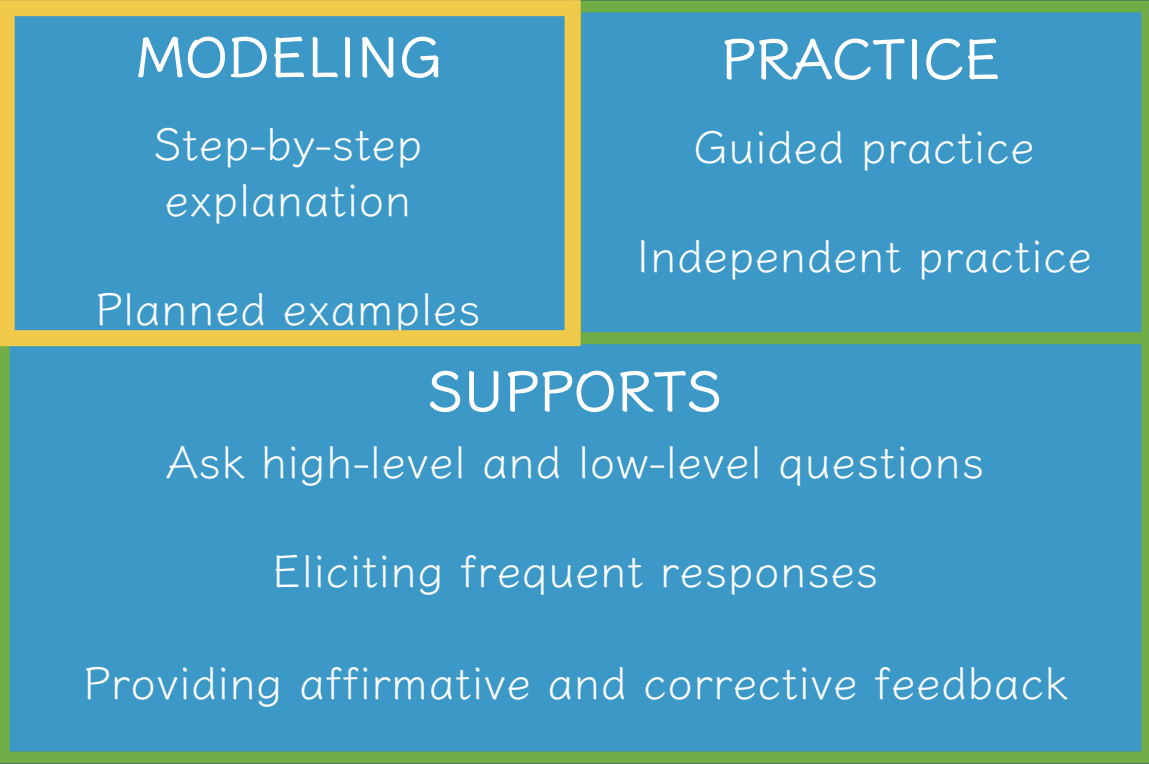 MODELING
Step-by-step
explanation
Planned examples
PRACTICE
Guided practice
Independent practice
SUPPORTS
Ask high-level and low-level questions
Eliciting frequent responses
Providing affirmative and corrective feedback